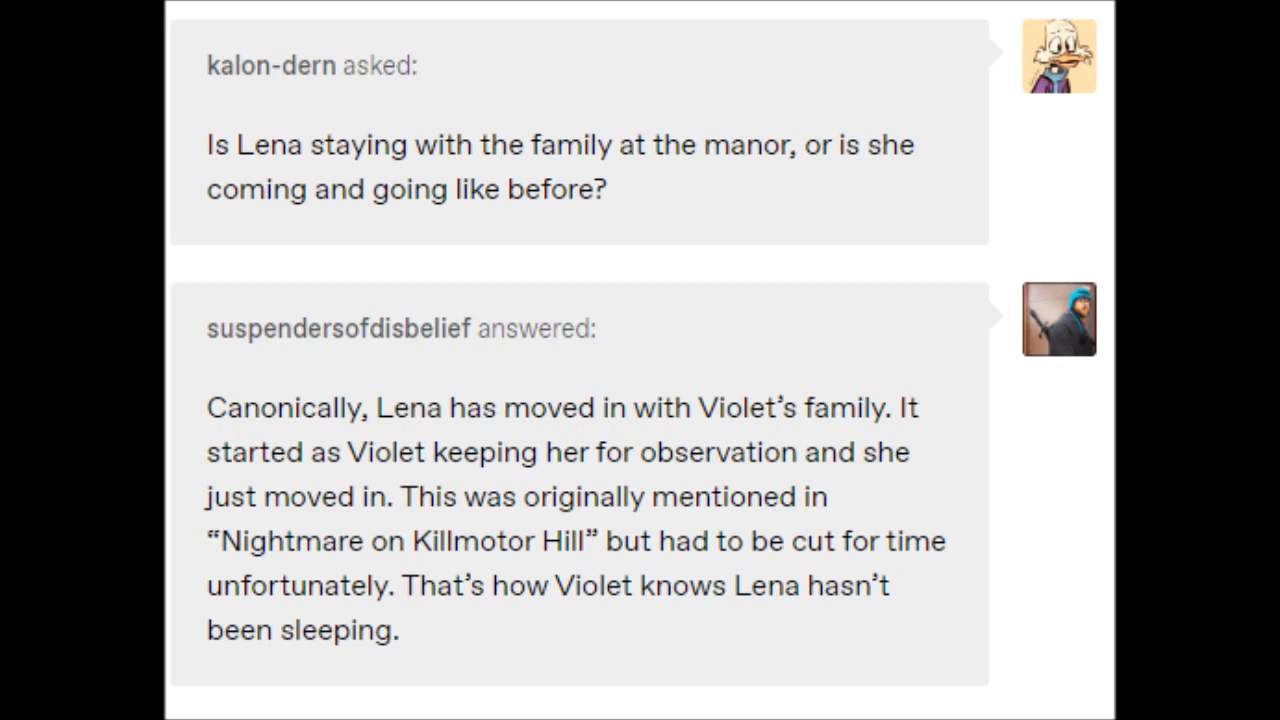 kalon-dern asked:
Is Lena staying with the family at the manor, or is she
coming and going like before?
suspendersofdisbelief answered:
Canonically, Lena has moved in with Violet’s family. It
started as Violet keeping her for observation and she
just moved in. This was originally mentioned in
“Nightmare on Killmotor Hill” but had to be cut for time
unfortunately. That’s how Violet knows Lena hasn’t
been sleeping.